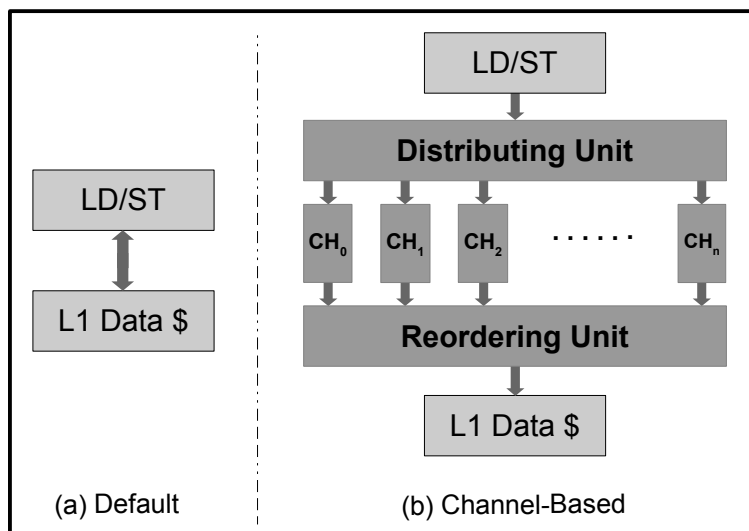 LD/ST
L1 Data $
(a) Default
LD/ST
Distributing Unit
CH0 CH1 CH2 ...... CHn
Reordering Unit
L1 Data $
(b) Channel-Based